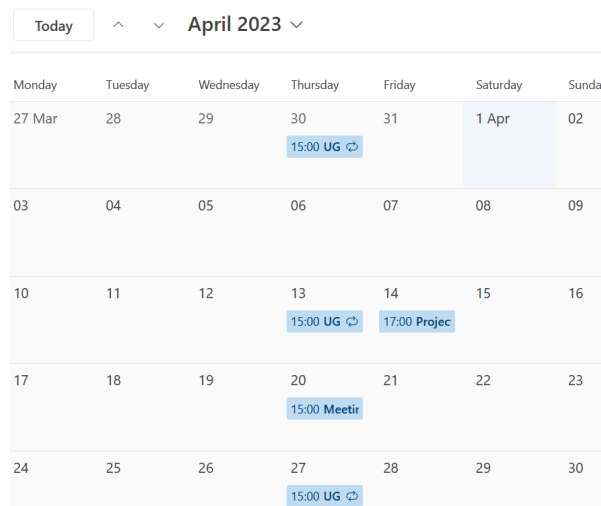 Today April 2023
Monday Tuesday Wednesday Thursday Friday Saturday Sunda
27 Mar 28 29 30 31 1 Apr 02
15:00 UG
03 04 05 06 07 08 09
10 11 12 13 14 15 16
15:00 UG 17:00 Projec
17 18 19 20 21 22 23
15:00 Meetin
24 25 26 27 28 29 30
15:00 UG